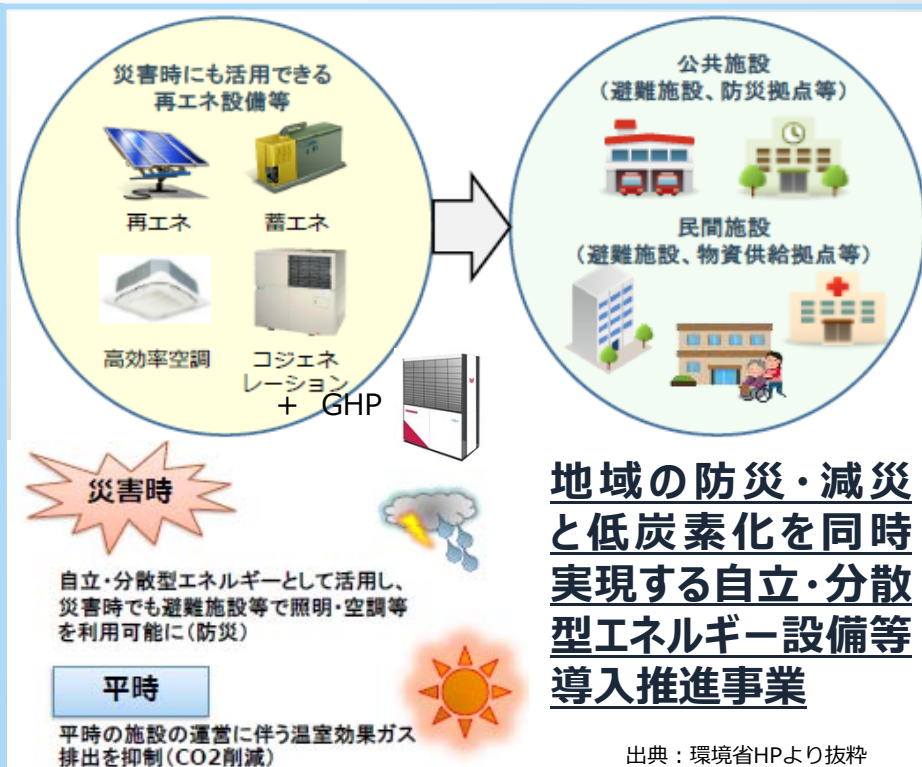 災害時にも活用できる
再エネ設備等
再エネ
蓄エネ
高効率空調
コジェネ
レーション
+ GHP
公共施設
（避難施設、防災拠点等）
民間施設
（避難施設、物資供給拠点等）
災害時
自立・分散型エネルギーとして活用し、
災害時でも避難施設等で照明・空調等
を利用可能に（防災）
平時
平時の施設の運営に伴う温室効果ガス
排出を抑制（CO2削減）
地域の防災・減災
と低炭素化を同時
実現する自立・分散
型エネルギー設備等
導入推進事業
出典：環境省HPより抜粋